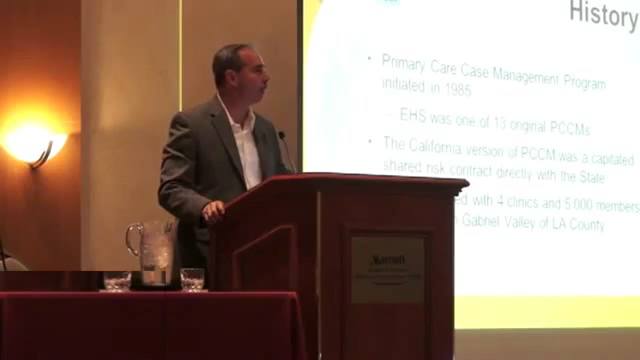 History
• Primary Care Case Management Program
initiated in 1985
- EHS was one of 13 original PCCMs
• The California version of PCCM was a capitated
shared risk contract directly with the State
ed with 4 clinics and 5,000 members
Gabriel Valley of LA County
Marriott